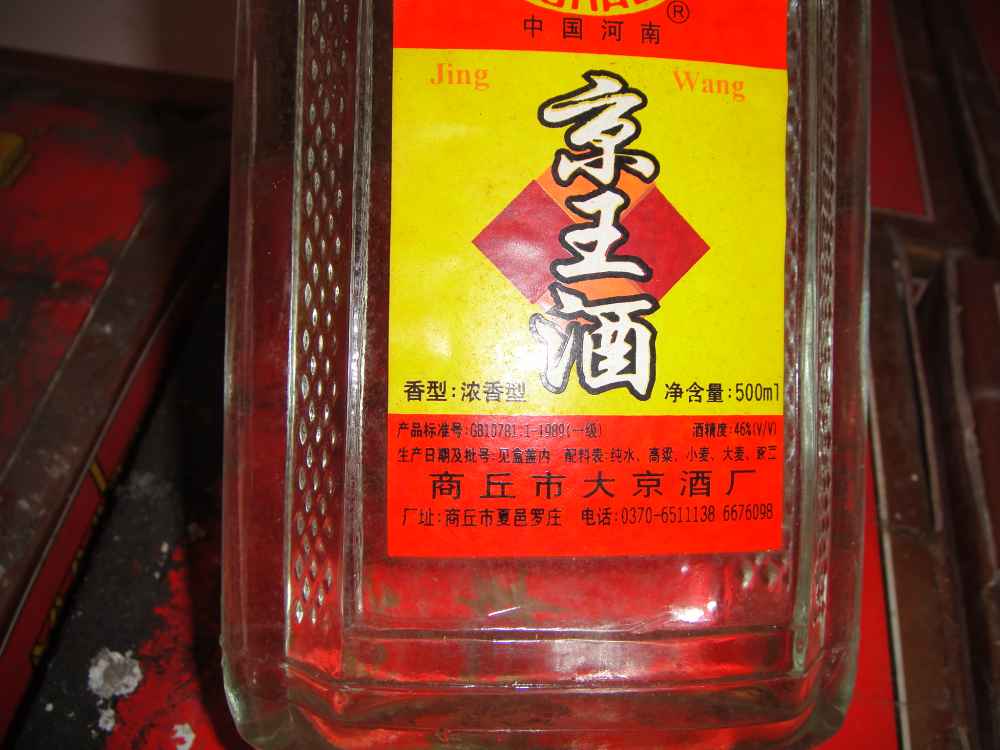 ®
中国河南
Jing Wang
京王酒
香型:浓香型 净含量:500ml
产品标准号:GB10781.1-1989(一级) 酒精度:46%(V/V)
生产日期及批号:见盒盖内 配料表:纯水、高粱、小麦、大麦、豌豆
商丘市大京酒厂
厂址:商丘市夏邑罗庄 电话:0370-6511138 6676098